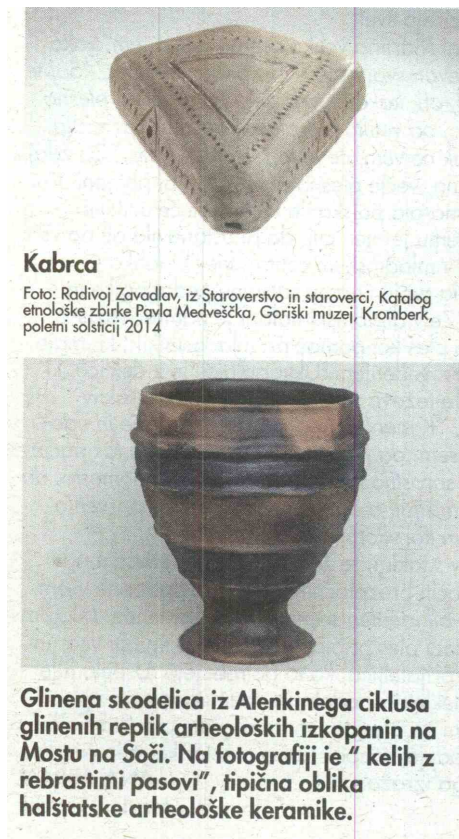 Kabrca
Foto: Radivoj Zavadlav, iz Staroverstvo in staroverci, Katalog
etnološke zbirke Pavla Medveščka, Goriški muzej, Kromberk,
poletni solsticij 2014
Glinena skodelica iz Alenkinega ciklusa
glinenih replik arheoloških izkopanin na
Mostu na Soči. Na fotografiji je “ kelih z
rebrastimi pasovi”, tipična oblika
halštatske arheološke keramike.